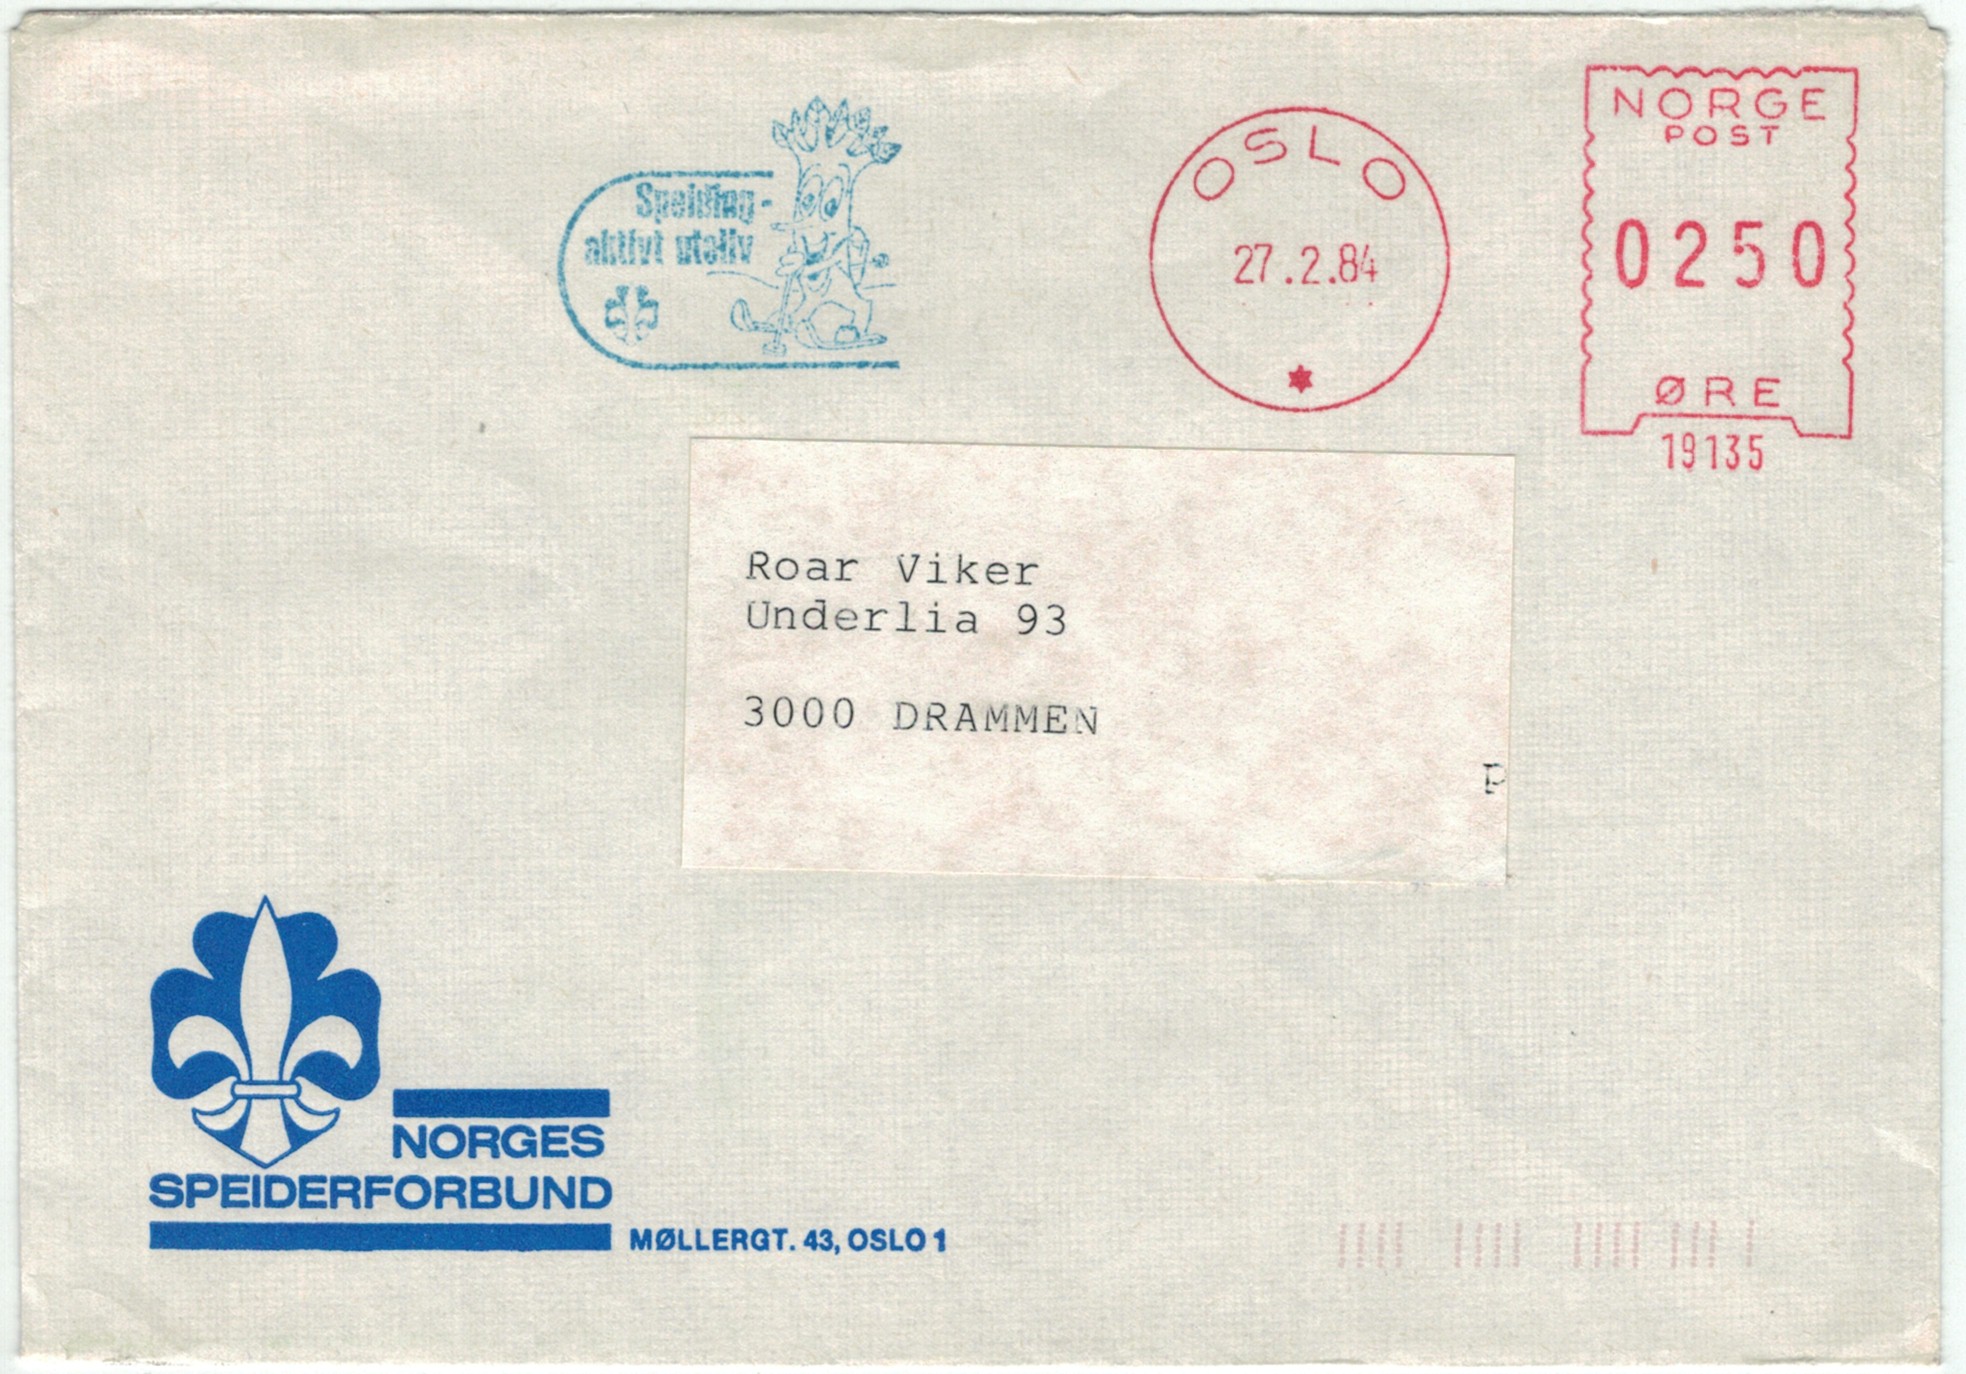 Speiding -
aktivt uteliv
OSLO
27.2.84
NORGE
POST
0250
ØRE
19135
Roar Viker
Underlia 93
3000 DRAMMEN
P
NORGES
SPEIDERFORBUND
MØLLERGT. 43, OSLO 1